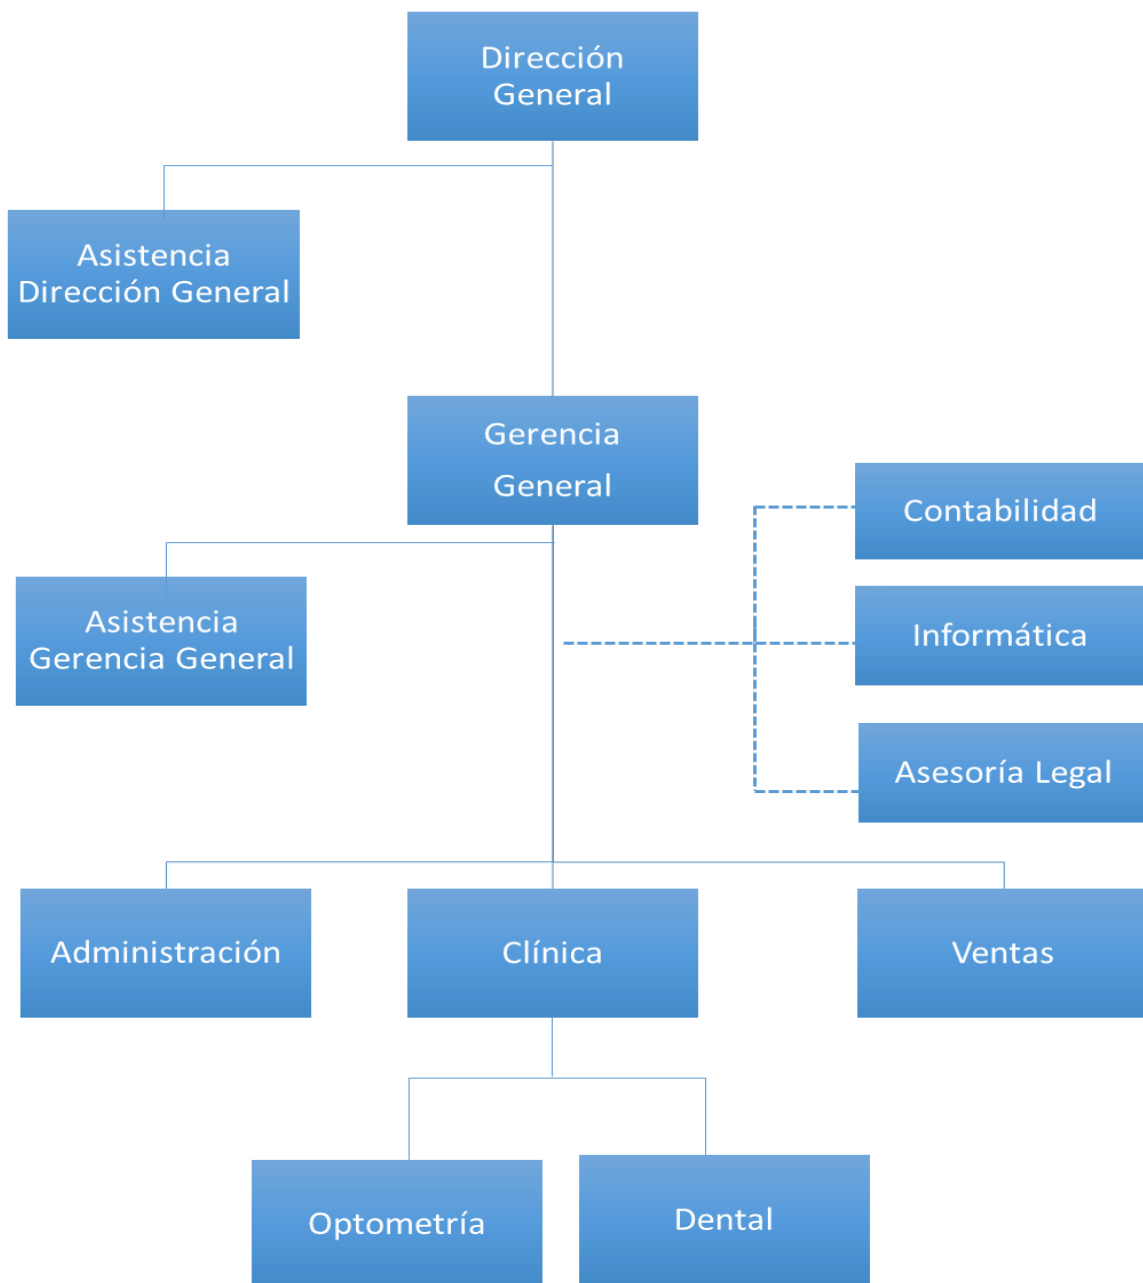 Dirección
General
Asistencia
Dirección General
Gerencia
General
Contabilidad
Asistencia
Gerencia General
Informática
Asesoría Legal
Administración
Clínica
Ventas
Optometría
Dental